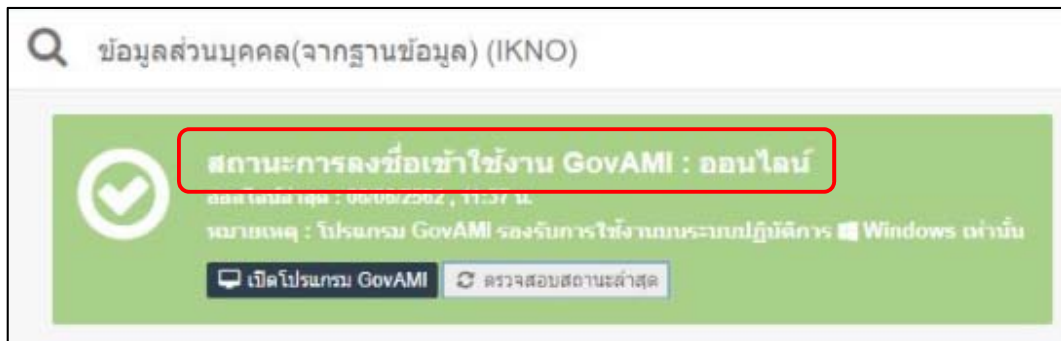 ข้อมูลส่วนบุคคล(จากฐานข้อมูล) (IKNO)
สถานะการลงชื่อเข้าใช้งาน GovAMI : ออนไลน์
ออนไลน์ล่าสุด : 06/06/2562 , 11:37 น.
หมายเหตุ : โปรแกรม GovAMI รองรับการใช้งานบนระบบปฏิบัติการ Windows เท่านั้น
เปิดโปรแกรม GovAMI ตรวจสอบสถานะล่าสุด